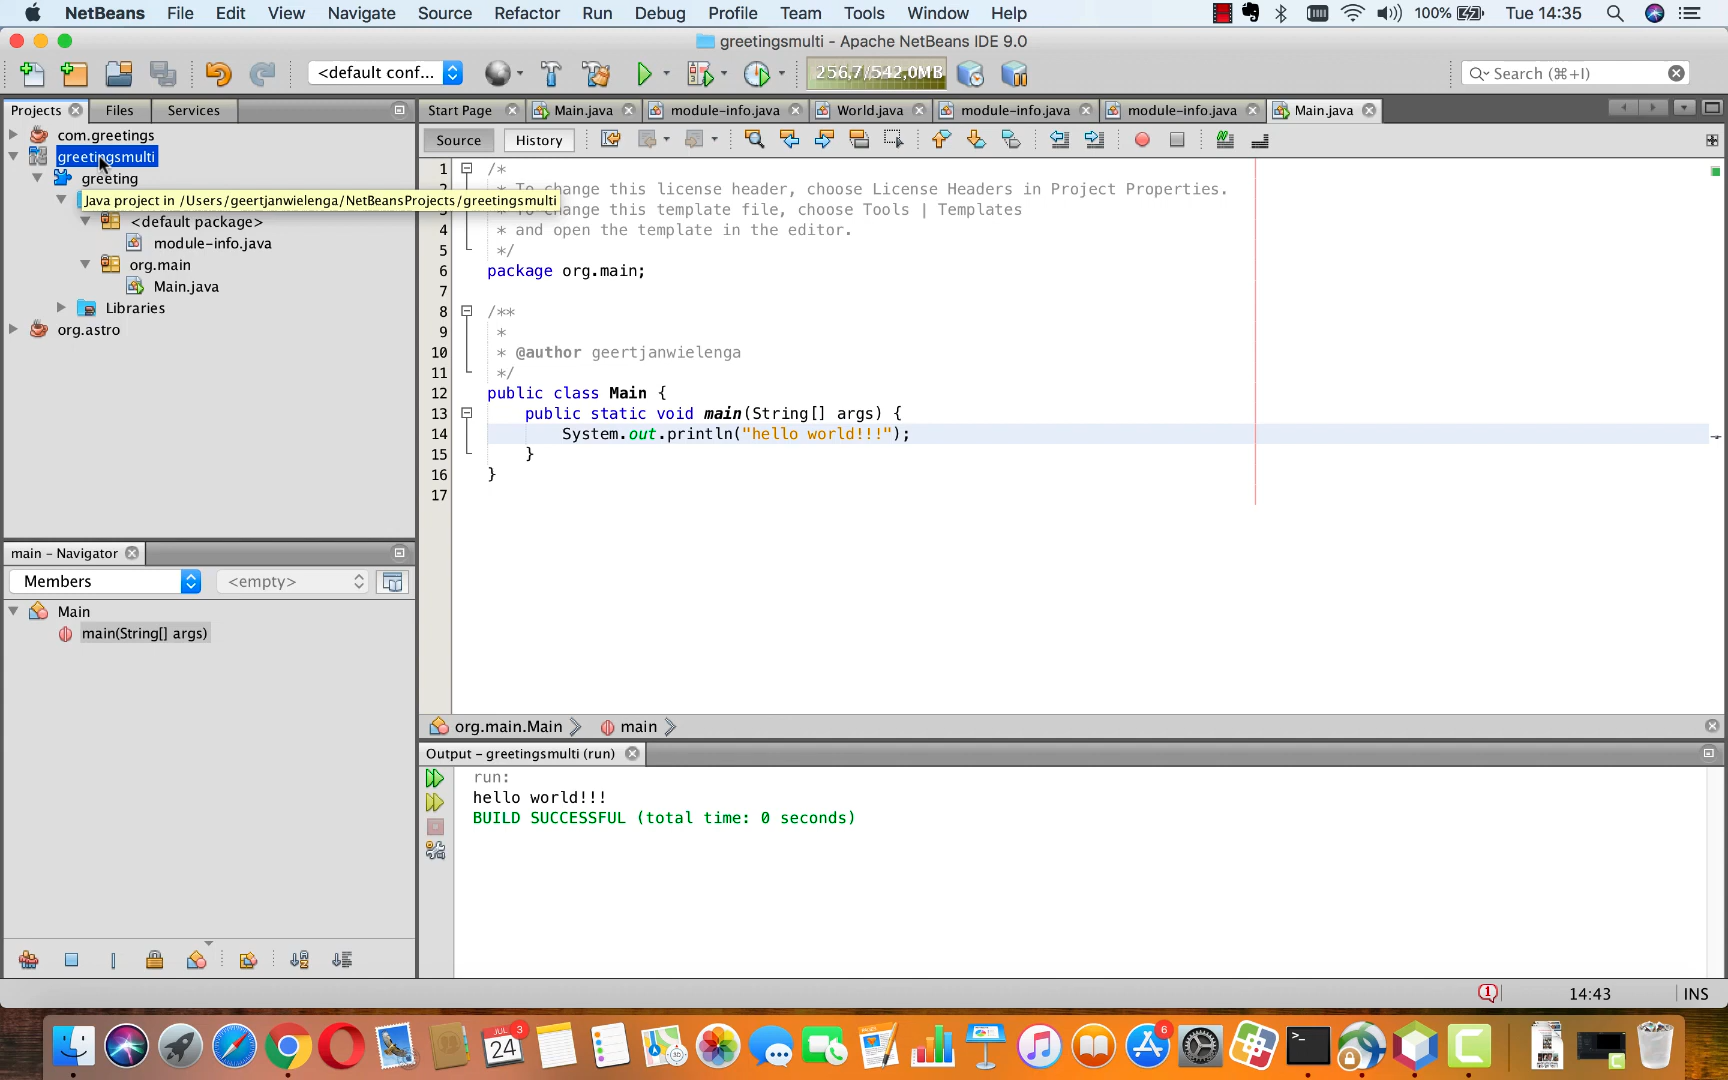 NetBeans File Edit View Navigate Source Refactor Run Debug Profile Team Tools Window Help 100% Tue 14:35
greetingsmulti - Apache NetBeans IDE 9.0
<default conf... 256,7/542,0MB Search (⌘+I)
Projects Files Services
Start Page Main.java module-info.java World.java module-info.java module-info.java Main.java
com.greetings
greetingsmulti
greeting
Java project in /Users/geertjanwielenga/NetBeansProjects/greetingsmulti
<default package>
module-info.java
org.main
Main.java
Libraries
org.astro
Source History
1 /*
2 * To change this license header, choose License Headers in Project Properties.
To change this template file, choose Tools | Templates
4 * and open the template in the editor.
5 */
6 package org.main;
7
8 /**
9 *
10 * @author geertjanwielenga
11 */
12 public class Main {
13 public static void main(String[] args) {
14 System.out.println("hello world!!!");
15 }
16 }
17
main - Navigator
Members <empty>
Main
main(String[] args)
org.main.Main main
Output - greetingsmulti (run)
run:
hello world!!!
BUILD SUCCESSFUL (total time: 0 seconds)
1 14:43 INS
JUL 24 3
6